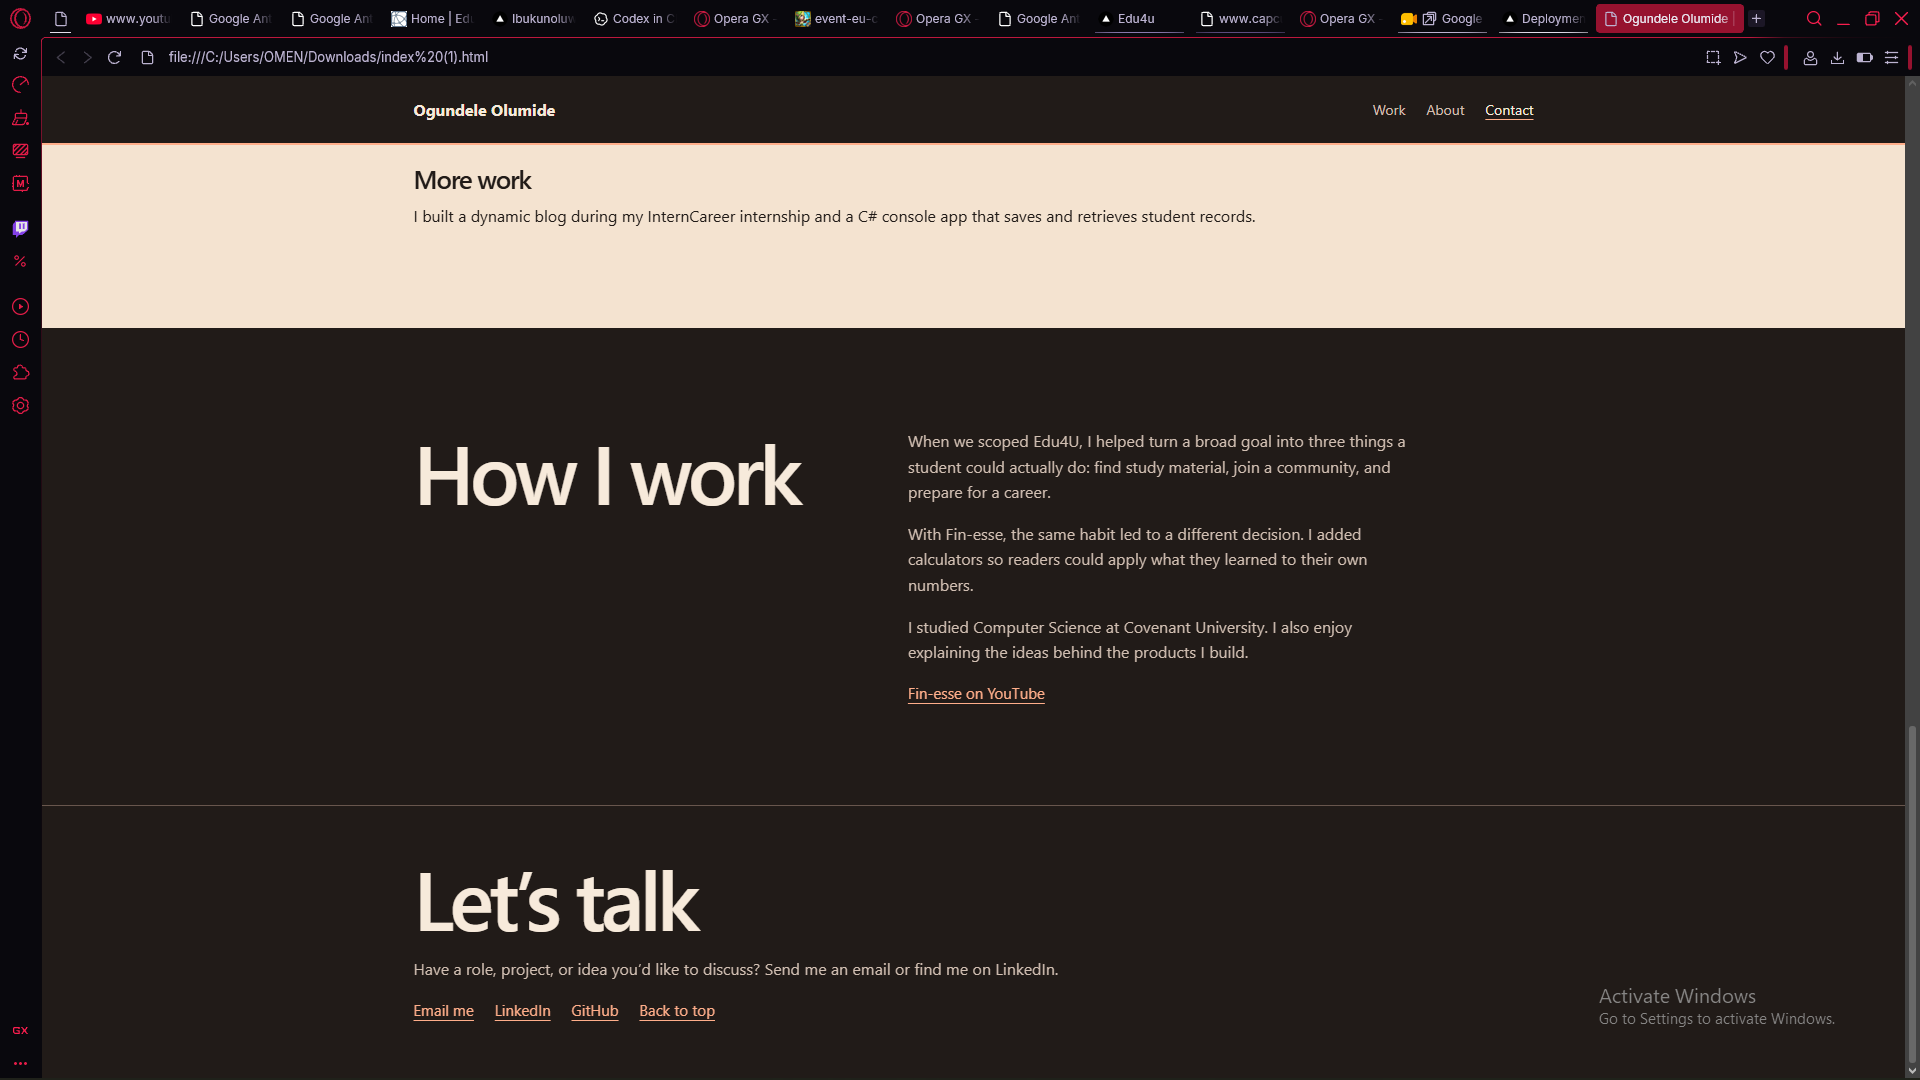 www.youtu
Google Ant
Google Ant
Home | Edu
Ibukunoluw
Codex in C
Opera GX -
event-eu-c
Opera GX -
Google Ant
Edu4u
www.capc
Opera GX -
Google
Deploymen
Ogundele Olumide |
file:///C:/Users/OMEN/Downloads/index%20(1).html
Ogundele Olumide
Work About Contact
More work
I built a dynamic blog during my InternCareer internship and a C# console app that saves and retrieves student records.
How I work
When we scoped Edu4U, I helped turn a broad goal into three things a
student could actually do: find study material, join a community, and
prepare for a career.
With Fin-esse, the same habit led to a different decision. I added
calculators so readers could apply what they learned to their own
numbers.
I studied Computer Science at Covenant University. I also enjoy
explaining the ideas behind the products I build.
Fin-esse on YouTube
Let’s talk
Have a role, project, or idea you’d like to discuss? Send me an email or find me on LinkedIn.
Email me LinkedIn GitHub Back to top
Activate Windows
Go to Settings to activate Windows.
GX